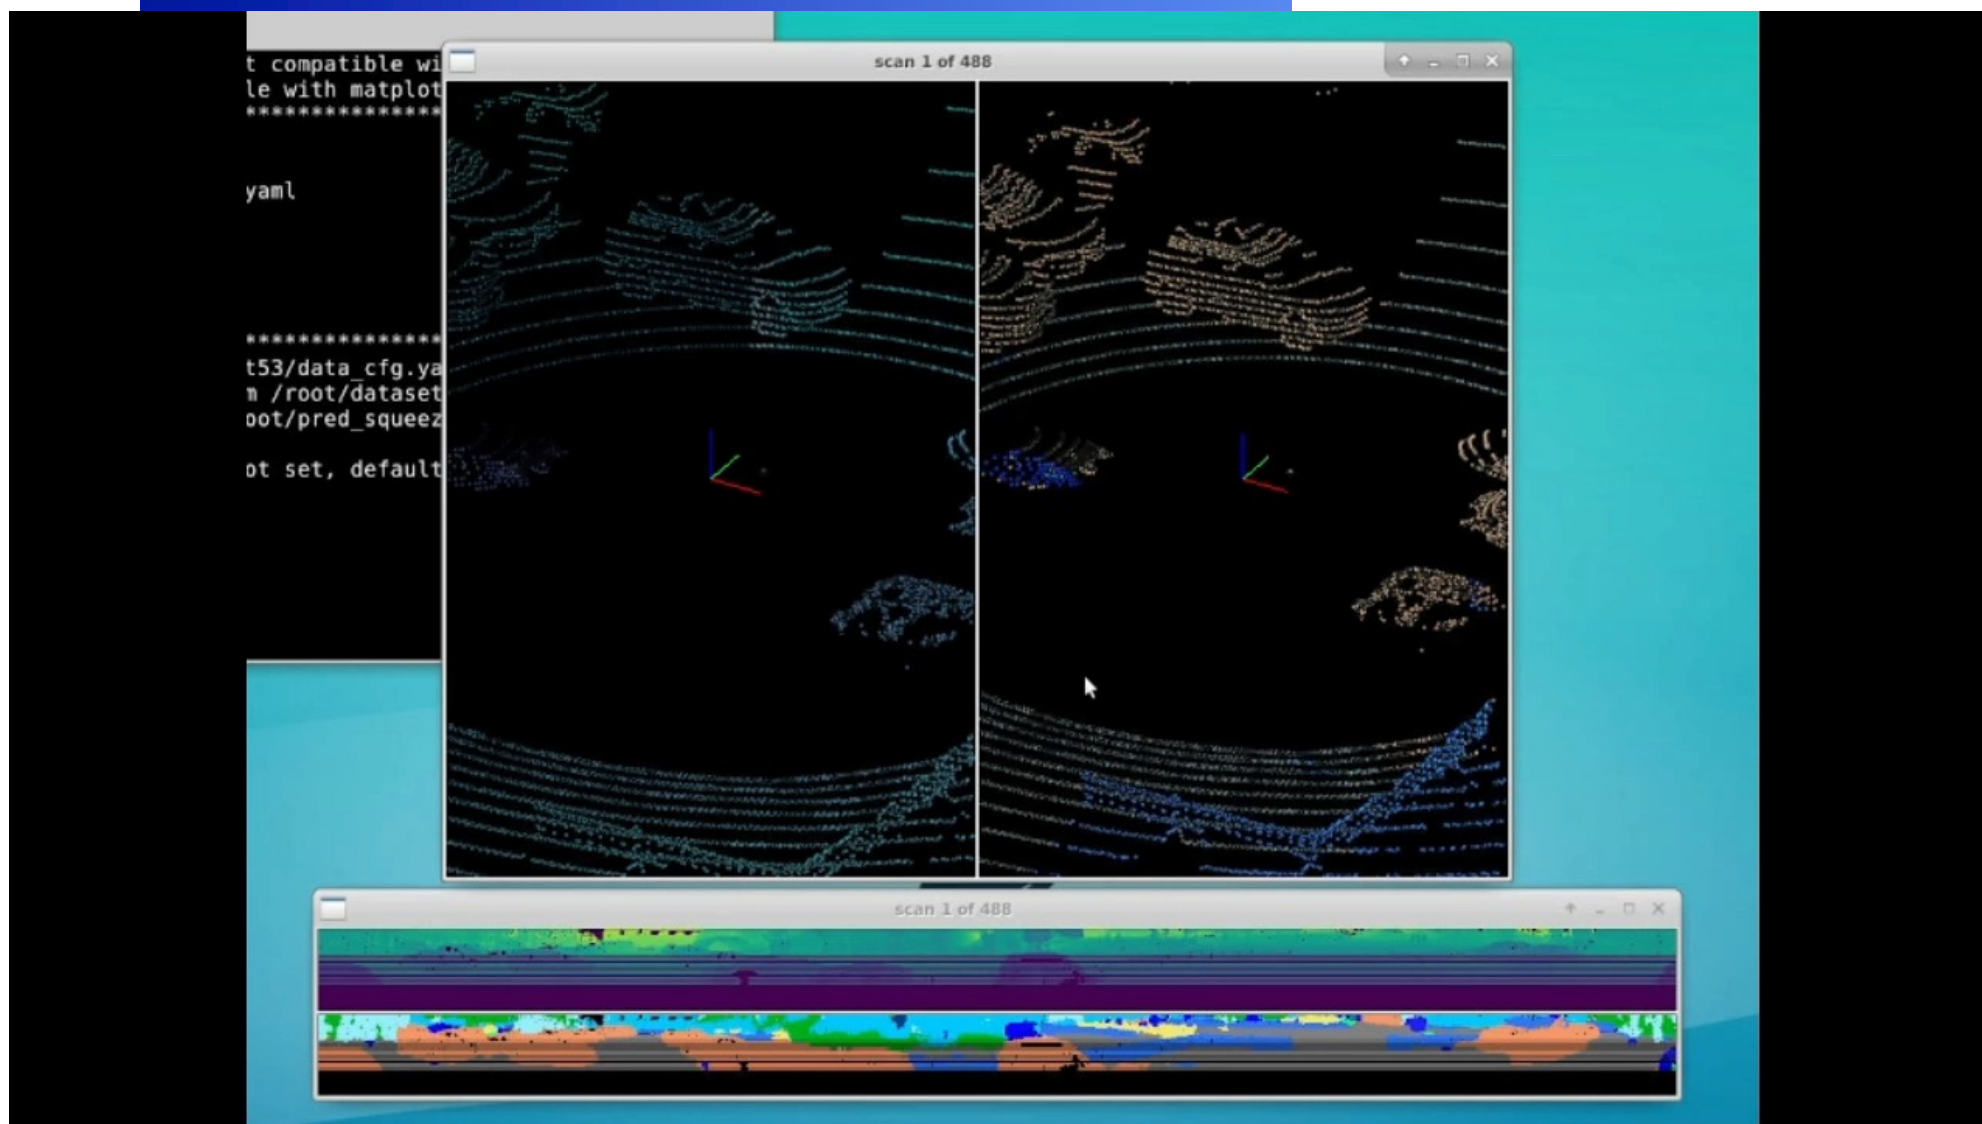 t compatible wi
le with matplot
******************
yaml
******************
t53/data_cfg.ya
m /root/dataset
oot/pred_squeez
ot set, default
scan 1 of 488
scan 1 of 488